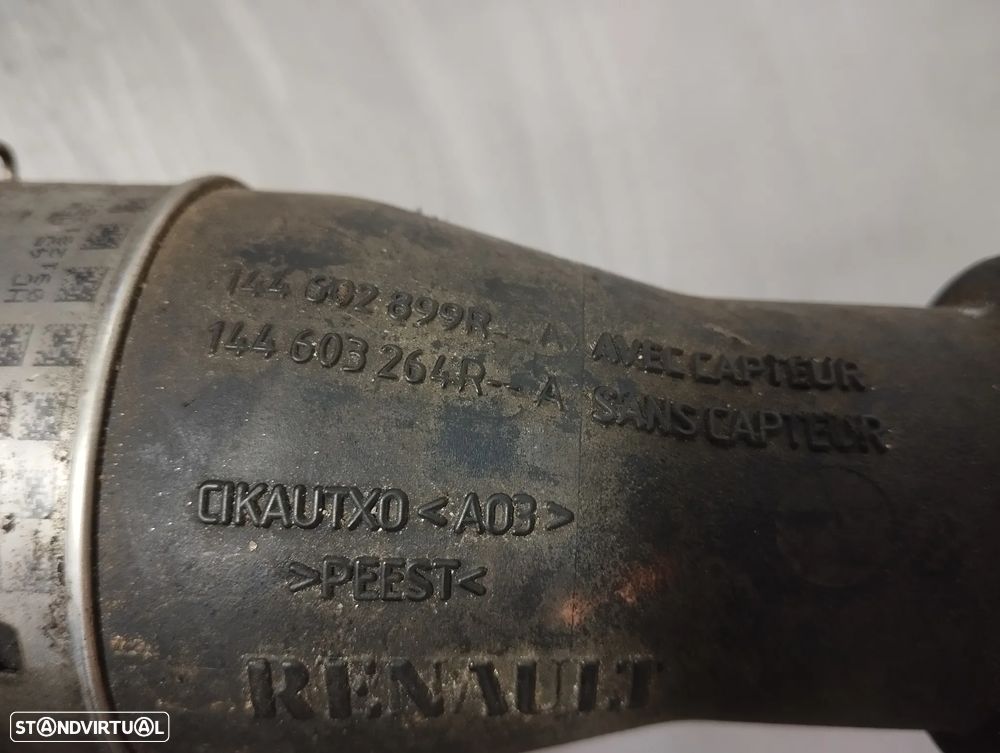 144 602 899R--A AVEC CAPTEUR
144 603 264R--A SANS CAPTEUR
CIKAUTXO <A03>
>PEEST<
RENAULT
STANDVIRTUAL